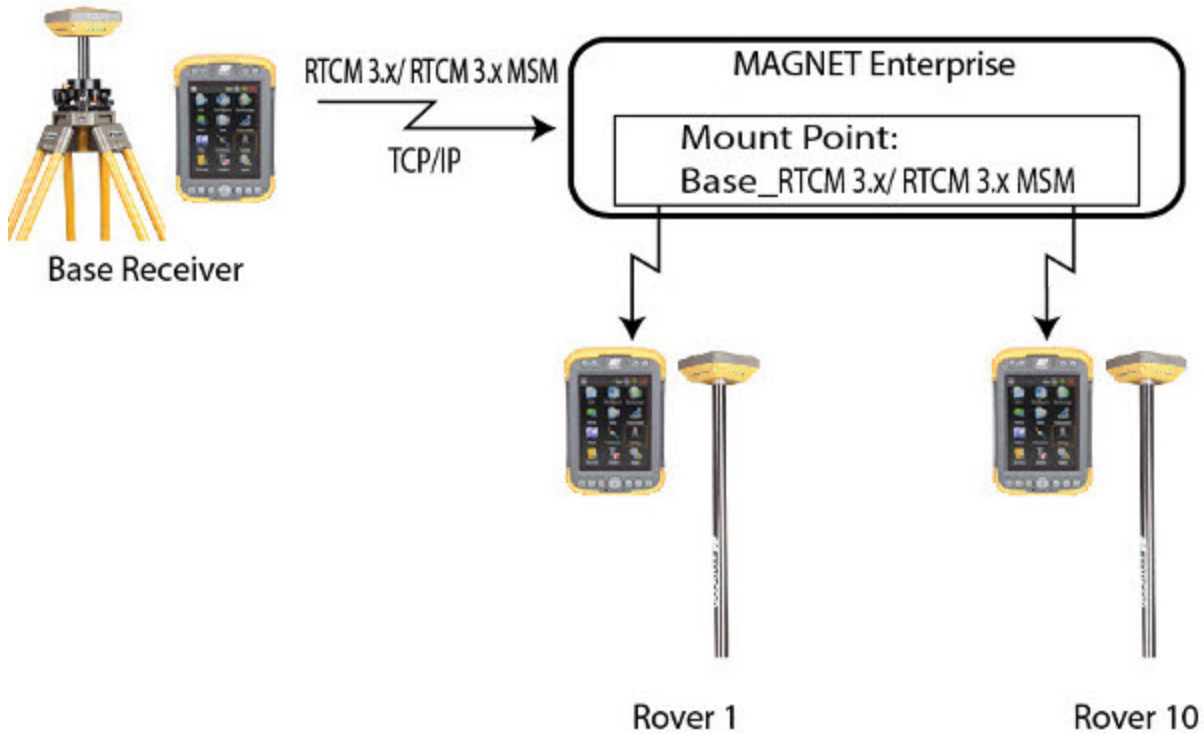 RTCM 3.x/ RTCM 3.x MSM
TCP/IP
Base Receiver
MAGNET Enterprise
Mount Point:
Base_RTCM 3.x/ RTCM 3.x MSM
Rover 1
Rover 10